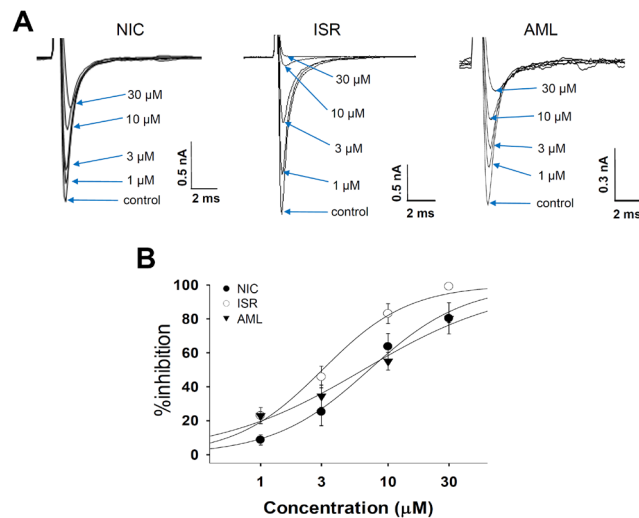 A
NIC
ISR
AML
30 µM
10 µM
3 µM
1 µM
control
0.5 nA
2 ms
30 µM
10 µM
3 µM
1 µM
control
0.5 nA
2 ms
30 µM
10 µM
3 µM
1 µM
control
0.3 nA
2 ms
B
%inhibition
100
80
60
40
20
0
NIC
ISR
AML
1 3 10 30
Concentration (µM)